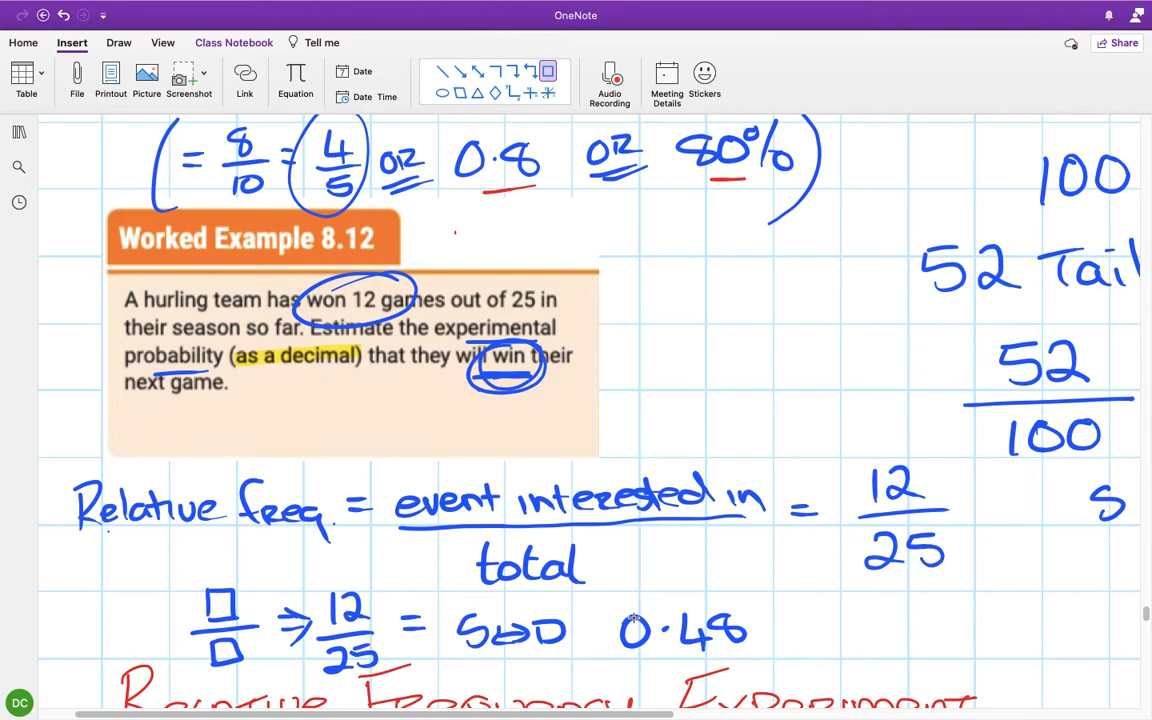 OneNote
Home Insert Draw View Class Notebook Tell me Share
Table File Printout Picture Screenshot Link Equation Date Date Time Audio Recording Meeting Details Stickers
( = 8/10 = 4/5 OR 0.8 OR 80% )
100
Worked Example 8.12
52 Tail
A hurling team has won 12 games out of 25 in
their season so far. Estimate the experimental
probability (as a decimal) that they will win their
next game.
52
100
Relative freq. = event interested in / total = 12/25
S
□/□ ⇒ 12/25 = S⇔D 0.48
Relative Frequency Experiment
DC